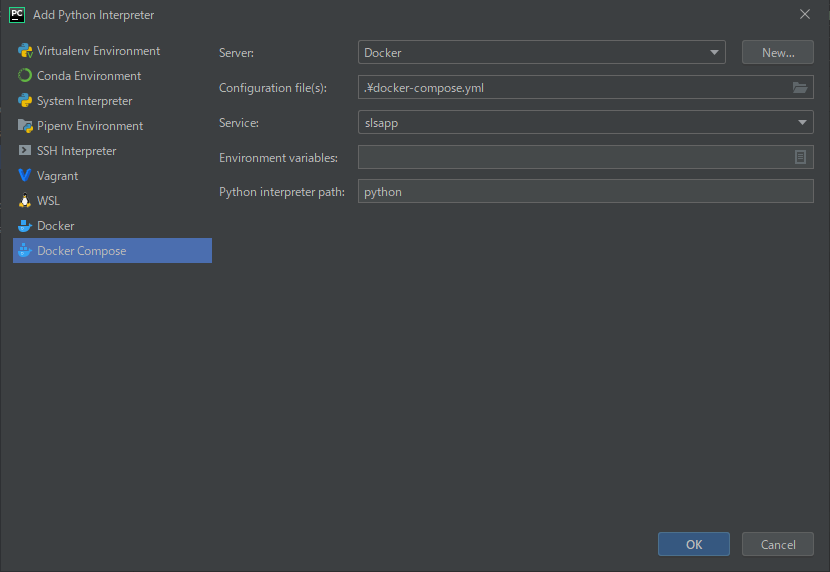 PC Add Python Interpreter
Virtualenv Environment
Conda Environment
System Interpreter
Pipenv Environment
SSH Interpreter
Vagrant
WSL
Docker
Docker Compose
Server: Docker New...
Configuration file(s): .¥docker-compose.yml
Service: slsapp
Environment variables:
Python interpreter path: python
OK Cancel